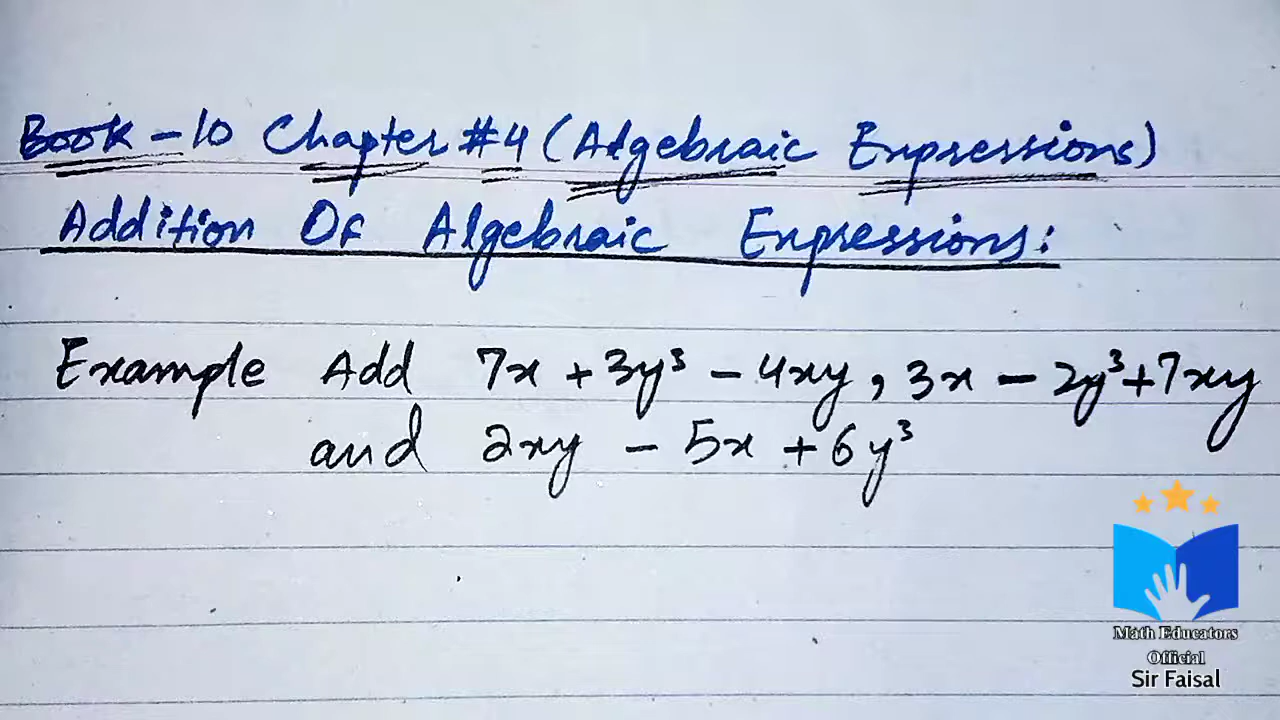 Book - 10 Chapter #4 (Algebraic Expressions)
Addition Of Algebraic Expressions:
Example Add 7x + 3y³ - 4xy, 3x - 2y³ + 7xy
and 2xy - 5x + 6y³
Math Educators
Official
Sir Faisal